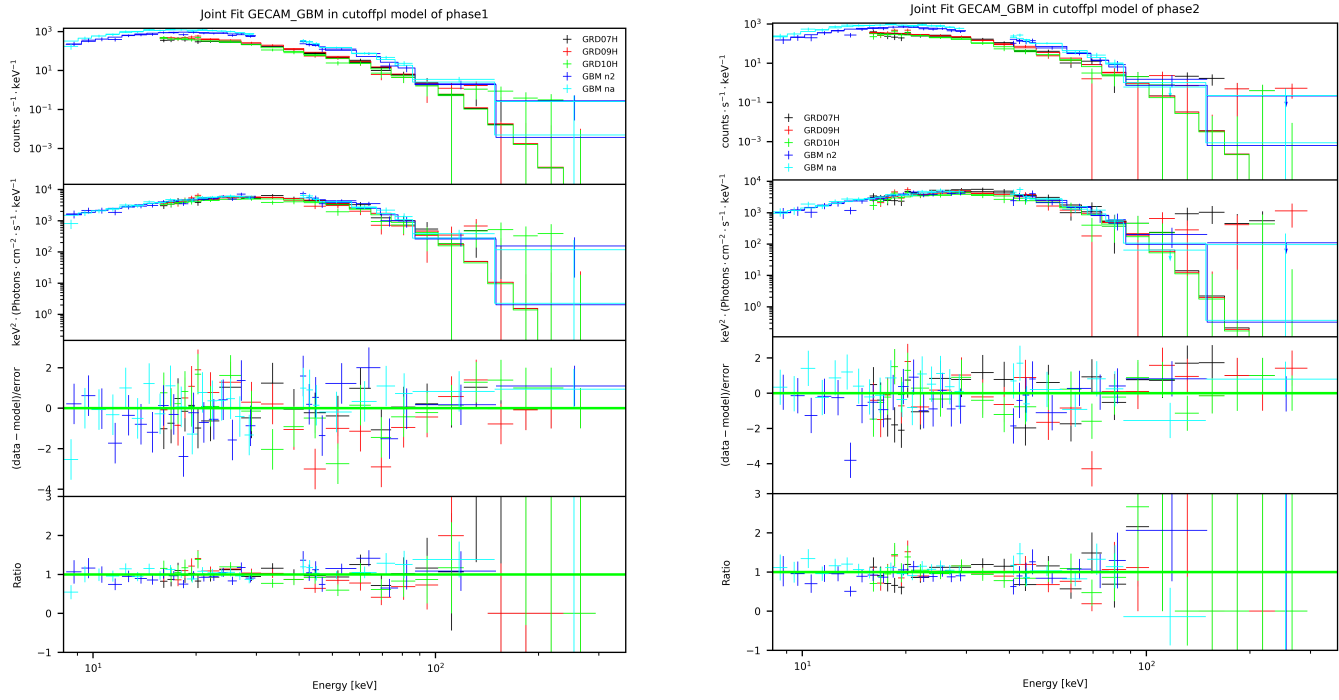 Joint Fit GECAM_GBM in cutoffpl model of phase1
counts · s⁻¹ · keV⁻¹
10³
10¹
10⁻¹
10⁻³
GRD07H
GRD09H
GRD10H
GBM n2
GBM na
keV² · (Photons · cm⁻² · s⁻¹ · keV⁻¹
10⁴
10³
10²
10¹
10⁰
(data − model)/error
2
0
−2
−4
Ratio
3
2
1
0
−1
10¹
10²
Energy [keV]
Joint Fit GECAM_GBM in cutoffpl model of phase2
counts · s⁻¹ · keV⁻¹
10³
10¹
10⁻¹
10⁻³
GRD07H
GRD09H
GRD10H
GBM n2
GBM na
keV² · (Photons · cm⁻² · s⁻¹ · keV⁻¹
10⁴
10³
10²
10¹
10⁰
(data − model)/error
2
0
−2
−4
Ratio
3
2
1
0
−1
10¹
10²
Energy [keV]